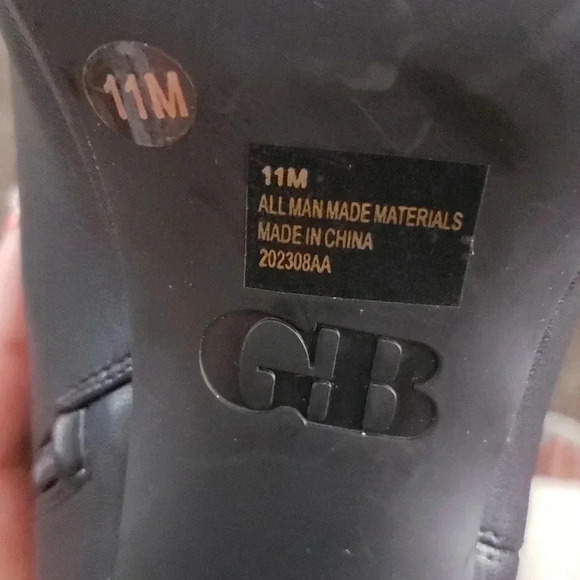 11M
11M
ALL MAN MADE MATERIALS
MADE IN CHINA
202308AA
GB